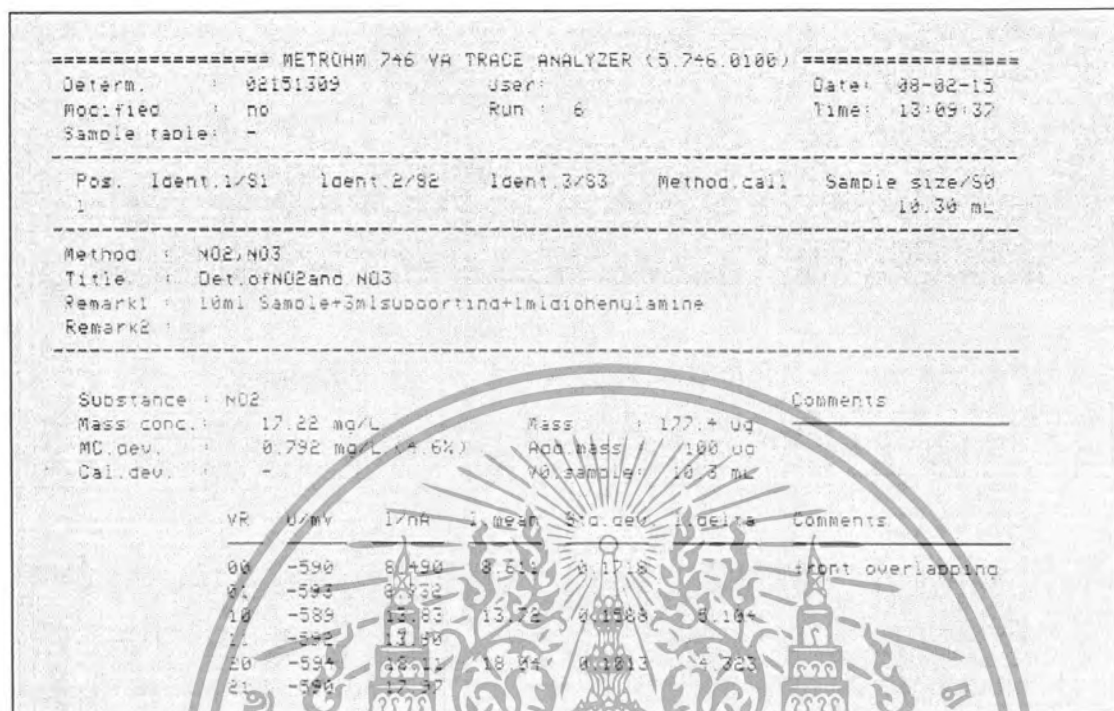 ================== METROHM 746 VA TRACE ANALYZER (5.746.0100) ==================
Determ. : 02151309 User: Date: 08-02-15
Modified : no Run : 6 Time: 13:09:37
Sample table: -
Pos. Ident.1/S1 Ident.2/S2 Ident.3/S3 Method.call Sample size/S0
1 10.30 mL
Method : NO2,NO3
Title : Det.ofNO2and NO3
Remark1 : 10ml Sample+3mlsupporting+1mldiphenylamine
Remark2 :
Substance : NO2 Comments
Mass conc.: 17.22 mg/L Mass : 177.4 ug
MC.dev. : 0.792 mg/L (4.6%) Add.mass : 100 ug
Cal.dev. : - V0.sample: 10.3 mL
VR U/mV I/nA I.mean Std.dev. I.delta Comments
00 -590 8.490 8.611 0.1718 - front overlapping
01 -593 8.732
10 -589 13.83 13.72 0.1588 5.104
11 -592 13.60
20 -594 18.11 18.04 0.1013 4.323
21 -590 17.97